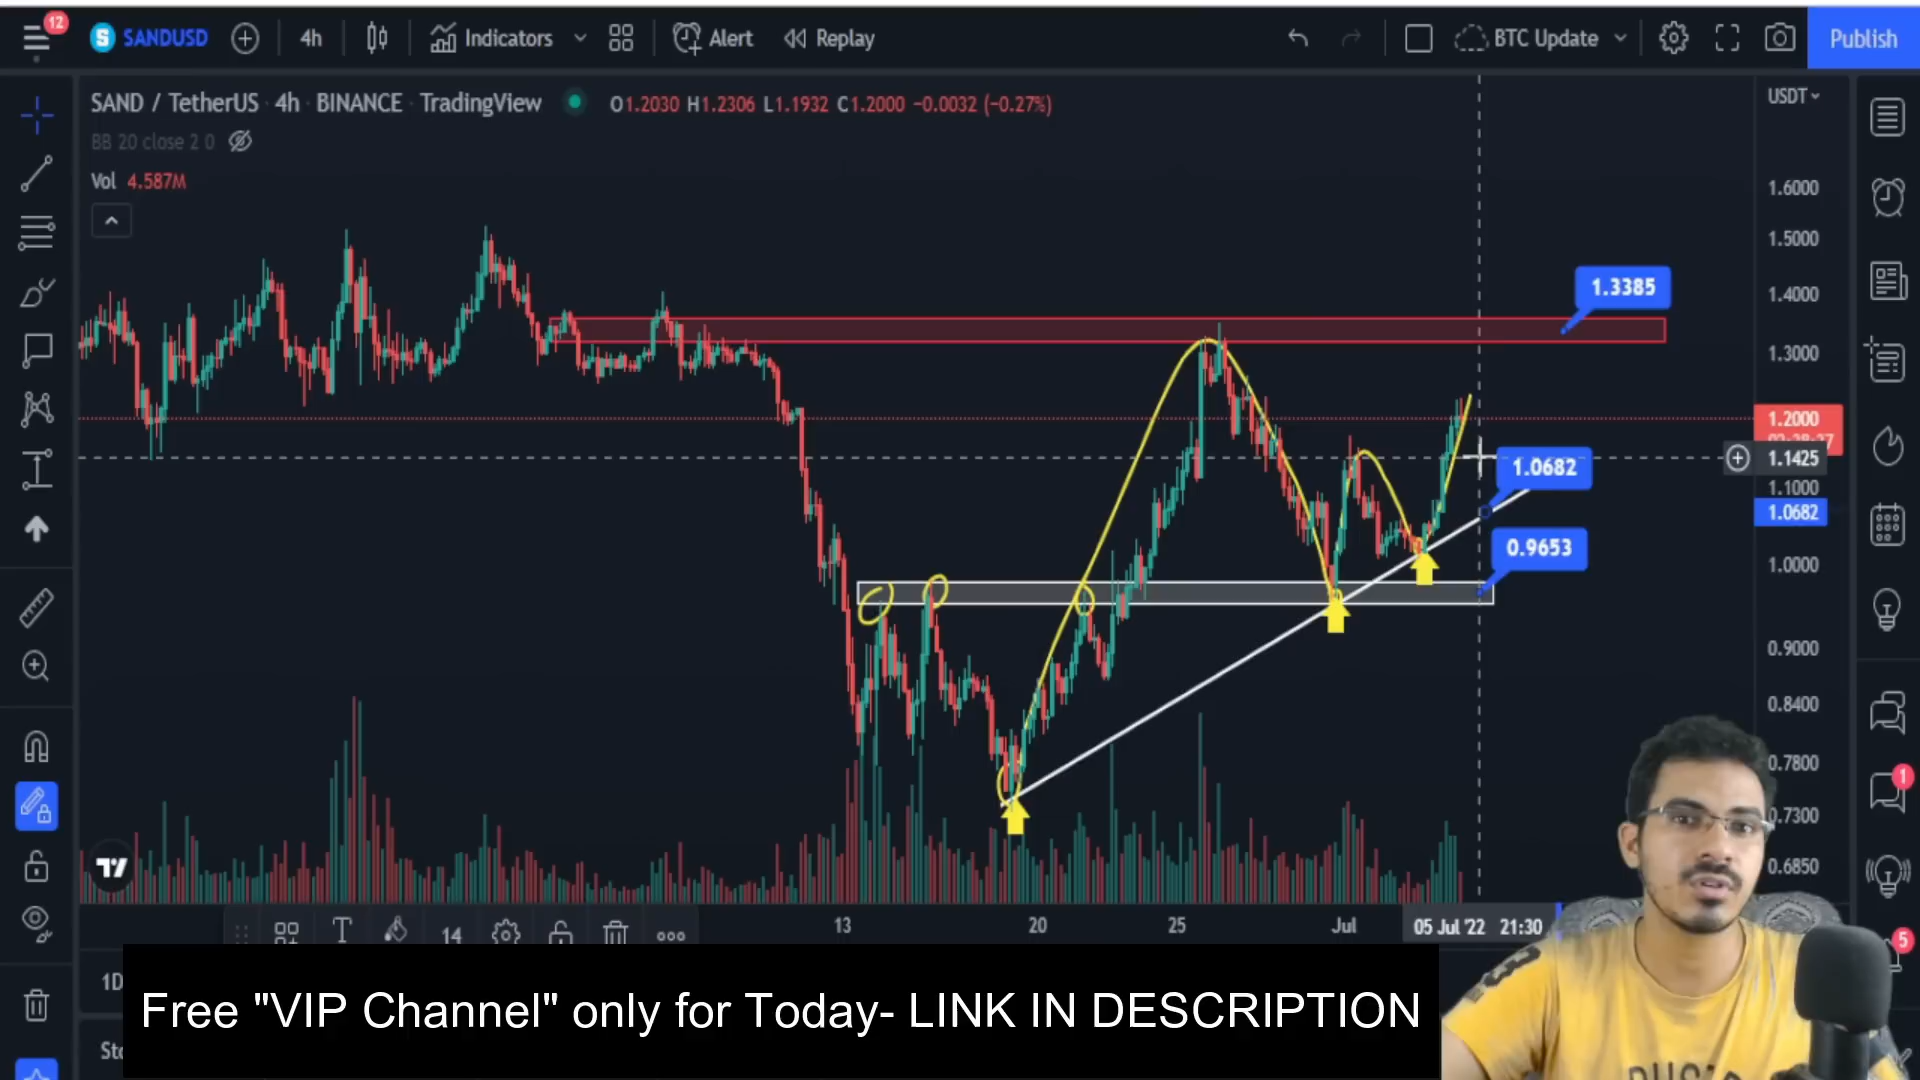 12
SANDUSD
4h
Indicators
Alert
Replay
BTC Update
Publish
SAND / TetherUS 4h BINANCE TradingView
O1.2030 H1.2306 L1.1932 C1.2000 −0.0032 (−0.27%)
BB 20 close 2 0
Vol 4.587M
USDT
1.6000
1.5000
1.4000
1.3385
1.3000
1.2000
1.1425
1.0682
1.1000
1.0682
0.9653
1.0000
0.9000
0.8400
0.7800
0.7300
0.6850
1
5
13
20
25
Jul
05 Jul '22 21:30
T
14
1D
Free "VIP Channel" only for Today- LINK IN DESCRIPTION